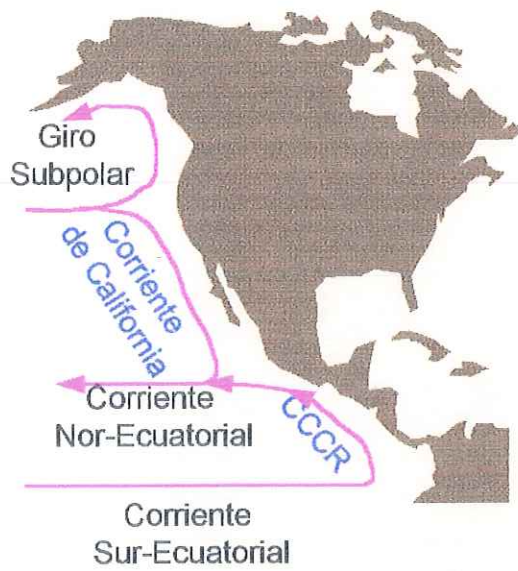 Giro
Subpolar
Corriente
de California
Corriente
Nor-Ecuatorial
CCCR
Corriente
Sur-Ecuatorial